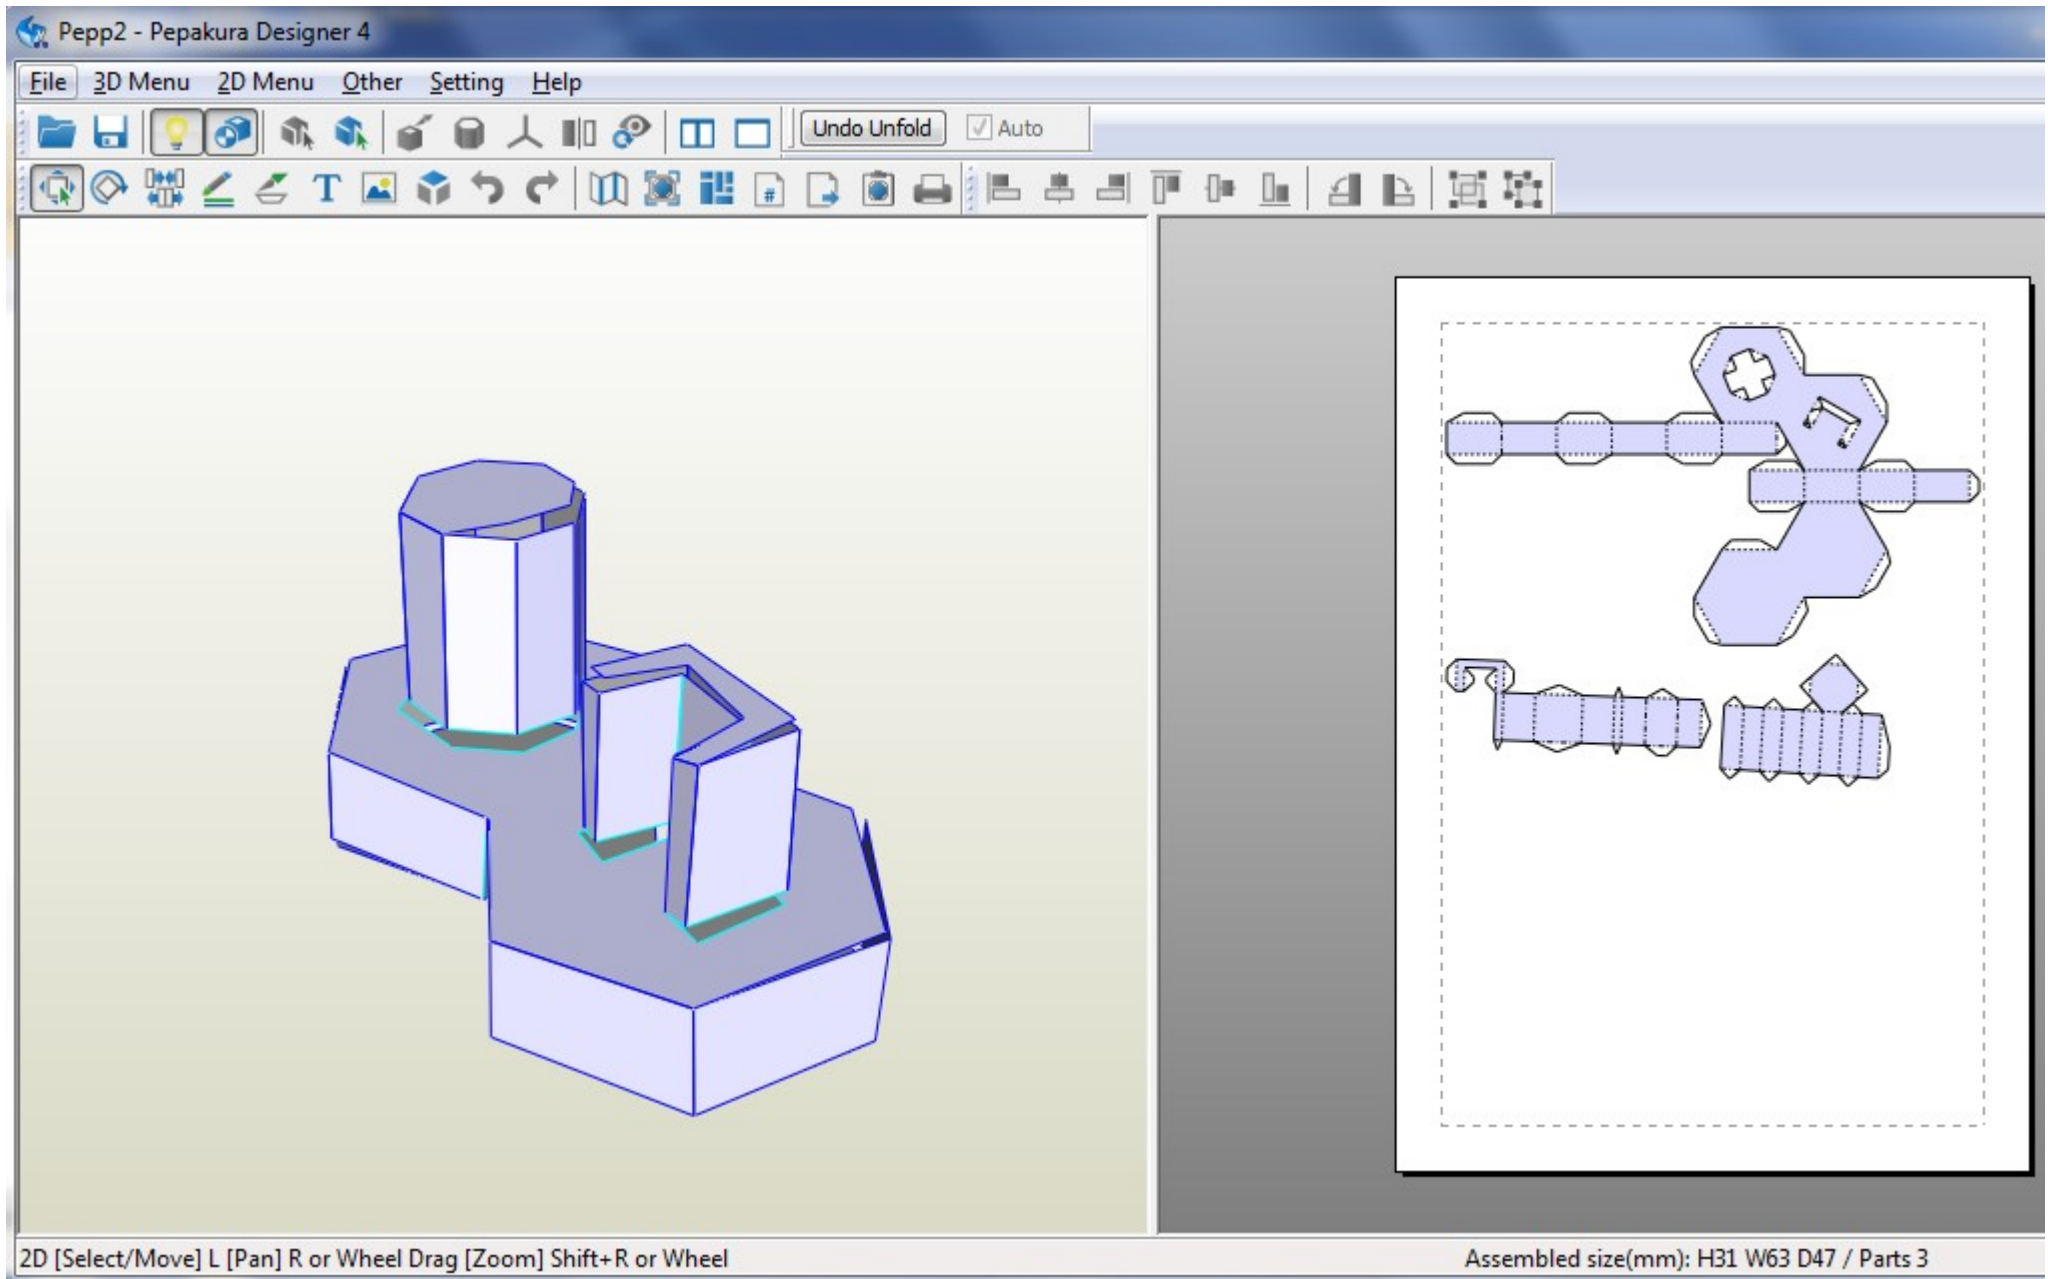 Pepp2 - Pepakura Designer 4
File 3D Menu 2D Menu Other Setting Help
Undo Unfold Auto
T #
2D [Select/Move] L [Pan] R or Wheel Drag [Zoom] Shift+R or Wheel Assembled size(mm): H31 W63 D47 / Parts 3